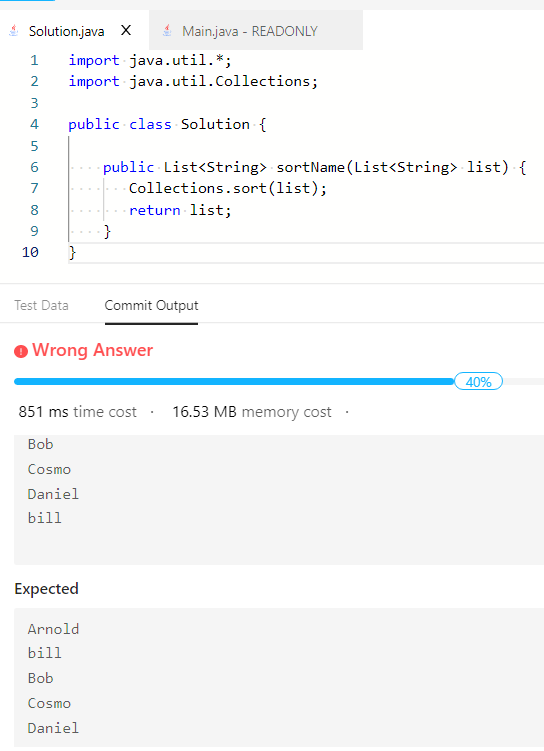 Solution.java X Main.java - READONLY
1 import java.util.*;
2 import java.util.Collections;
3
4 public class Solution {
5
6 public List<String> sortName(List<String> list) {
7 Collections.sort(list);
8 return list;
9 }
10 }
Test Data Commit Output
! Wrong Answer
40%
851 ms time cost · 16.53 MB memory cost ·
Bob
Cosmo
Daniel
bill
Expected
Arnold
bill
Bob
Cosmo
Daniel